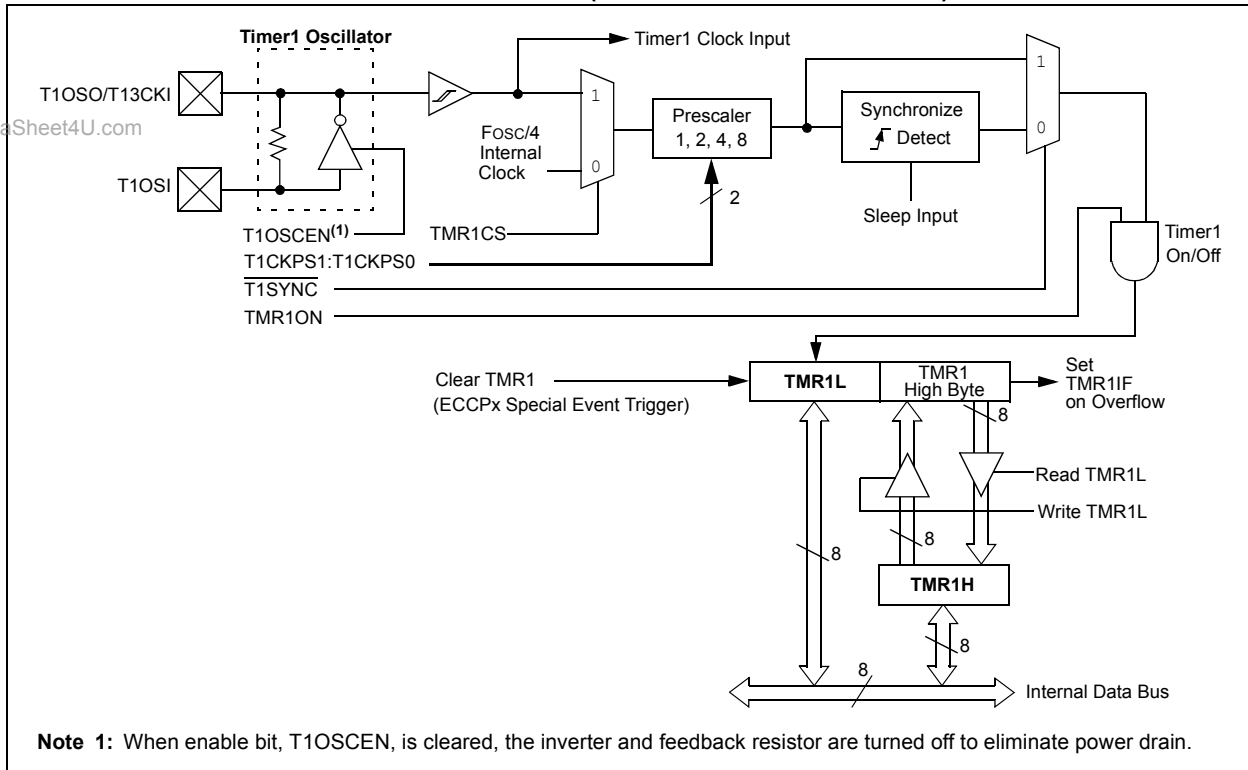 Timer1 Oscillator
Timer1 Clock Input
1
T1OSO/T13CKI
1
aSheet4U.com
FOSC/4
Internal
Clock
0
Prescaler
1, 2, 4, 8
Synchronize
Detect
0
T1OSI
2
Sleep Input
T1OSCEN(1)
TMR1CS
Timer1
On/Off
T1CKPS1:T1CKPS0
T1SYNC
TMR1ON
Clear TMR1
(ECCPx Special Event Trigger)
TMR1L
TMR1
High Byte
Set
TMR1IF
on Overflow
8
Read TMR1L
Write TMR1L
8
8
TMR1H
8
8
Internal Data Bus
Note 1: When enable bit, T1OSCEN, is cleared, the inverter and feedback resistor are turned off to eliminate power drain.